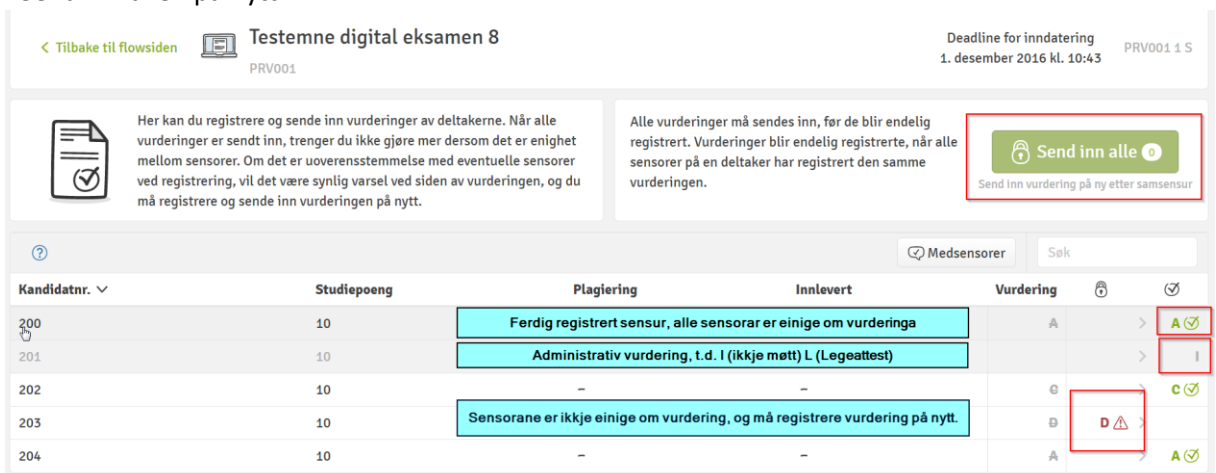 < Tilbake til flowsiden
Testemne digital eksamen 8
PRV001
Deadline for inndatering
1. desember 2016 kl. 10:43
PRV001 1 S
Her kan du registrere og sende inn vurderinger av deltakerne. Når alle
vurderinger er sendt inn, trenger du ikke gjøre mer dersom det er enighet
mellom sensorer. Om det er uoverensstemmelse med eventuelle sensorer
ved registrering, vil det være synlig varsel ved siden av vurderingen, og du
må registrere og sende inn vurderingen på nytt.
Alle vurderinger må sendes inn, før de blir endelig
registrert. Vurderinger blir endelig registrerte, når alle
sensorer på en deltaker har registrert den samme
vurderingen.
Send inn alle 0
Send inn vurdering på ny etter samsensur
? Medsensorer Søk
Kandidatnr. Studiepoeng Plagiering Innlevert Vurdering
200 10 Ferdig registrert sensur, alle sensorar er einige om vurderinga A > A
201 10 Administrativ vurdering, t.d. I (ikkje møtt) L (Legeattest) > I
202 10 – – C > C
203 10 Sensorane er ikkje einige om vurdering, og må registrere vurdering på nytt. D D >
204 10 – – A > A